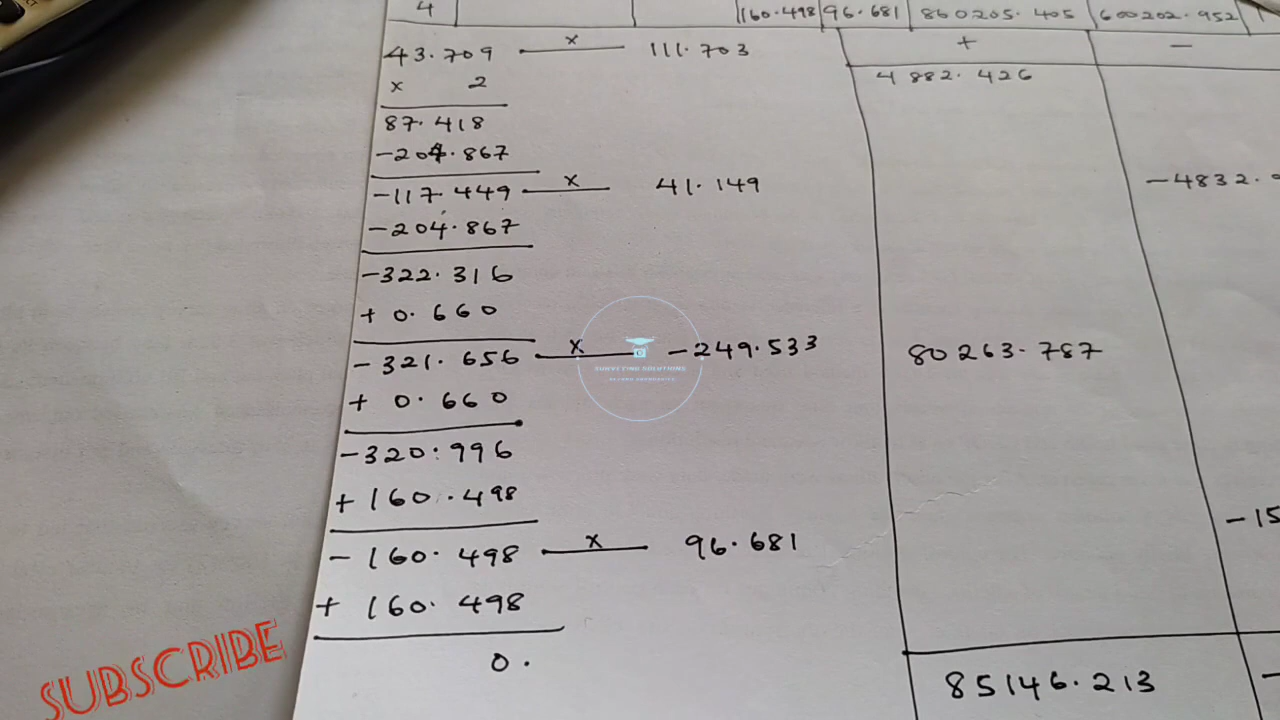 4 160.498 96.681 860205.405 600202.952
43.709 x 111.703 + −
x 2 4882.426
87.418
−204.867
−117.449 x 41.149 −4832.
−204.867
−322.316
+ 0.660
−321.656 x −249.533 80263.787
SURVEYING SOLUTIONS
+ 0.660
−320.996
+160.498
−160.498 x 96.681 −15
+160.498
0.
85146.213 −
SUBSCRIBE